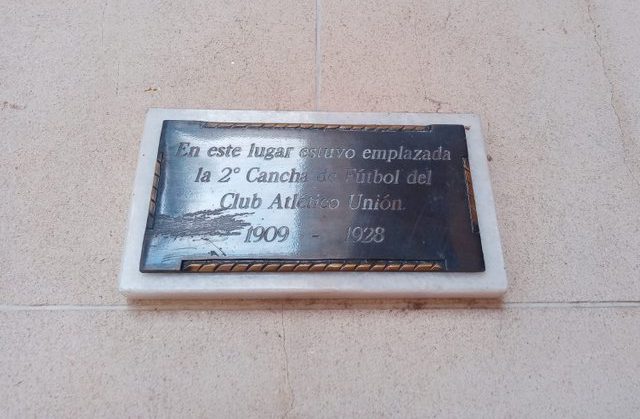 En este lugar estuvo emplazada
la 2° Cancha de Fútbol del
Club Atlético Unión.
1909 - 1928